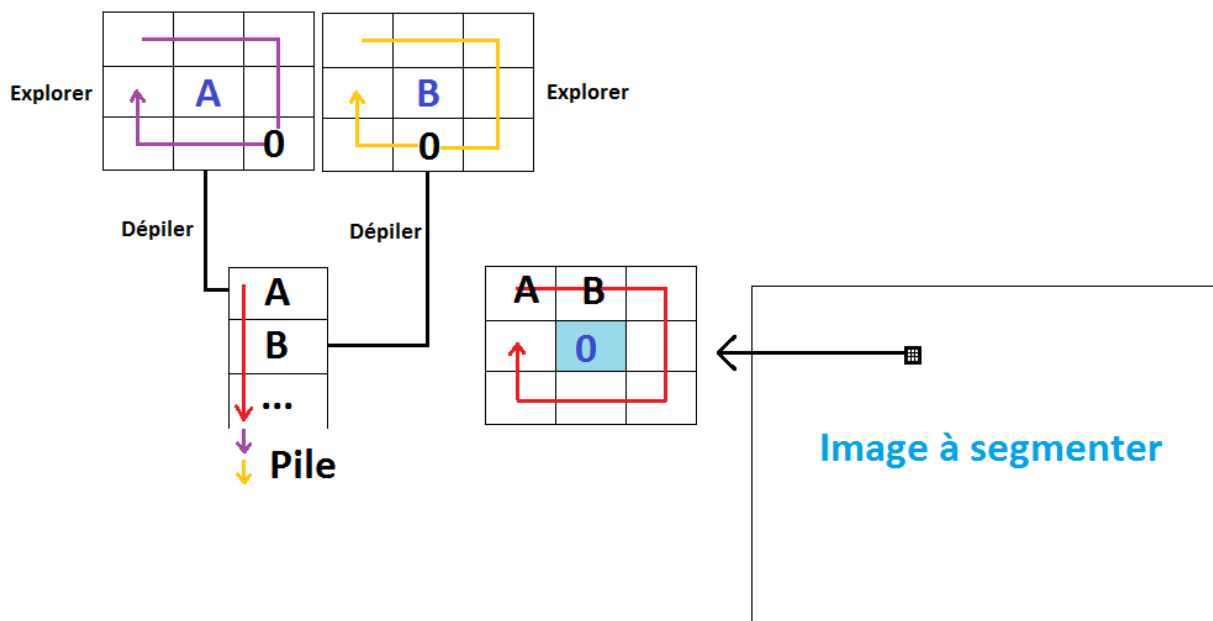 Explorer
A
0
B
0
Explorer
Dépiler
Dépiler
A
B
...
Pile
A B
0
Image à segmenter